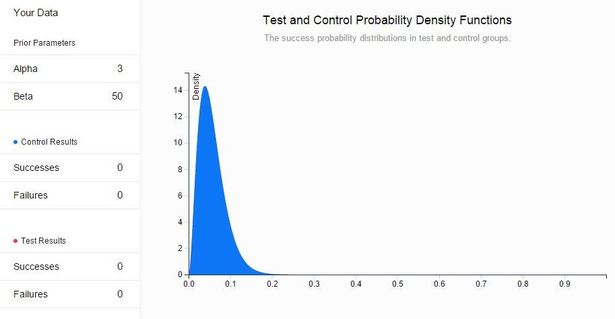 Your Data
Prior Parameters
Alpha 3
Beta 50
Control Results
Successes 0
Failures 0
Test Results
Successes 0
Failures 0
Test and Control Probability Density Functions
The success probability distributions in test and control groups.
Density
14
12
10
8
6
4
2
0
0.0 0.1 0.2 0.3 0.4 0.5 0.6 0.7 0.8 0.9